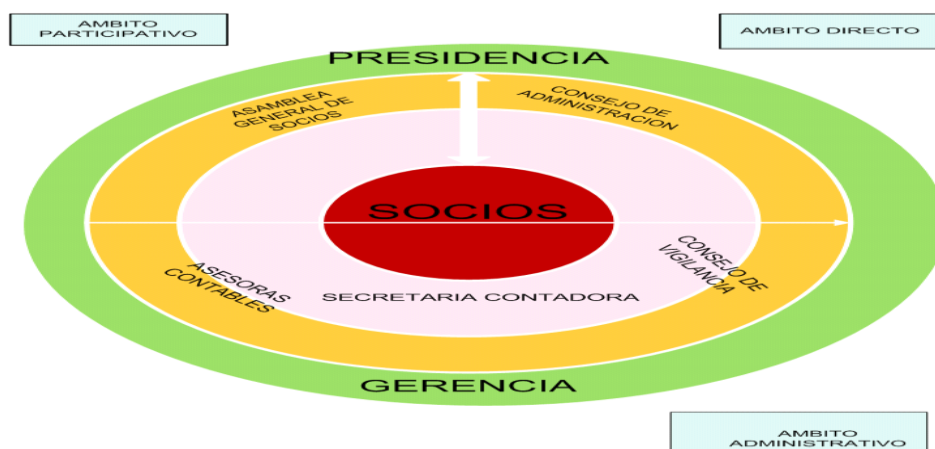 AMBITO
PARTICIPATIVO
AMBITO DIRECTO
PRESIDENCIA
ASAMBLEA
GENERAL DE
SOCIOS
CONSEJO DE
ADMINISTRACION
SOCIOS
ASESORAS
CONTABLES
SECRETARIA CONTADORA
CONSEJO DE
VIGILANCIA
GERENCIA
AMBITO
ADMINISTRATIVO